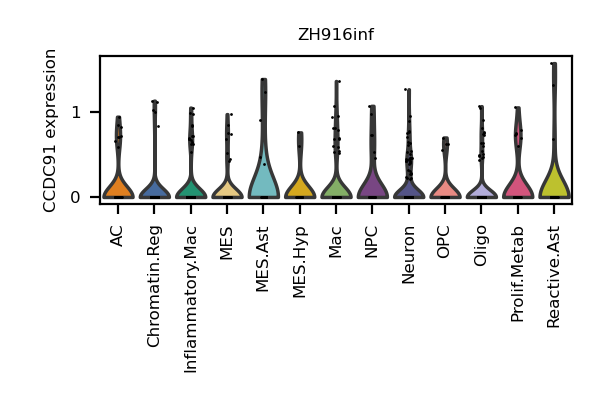 ZH916inf
CCDC91 expression
1
0
AC
Chromatin.Reg
Inflammatory.Mac
MES
MES.Ast
MES.Hyp
Mac
NPC
Neuron
OPC
Oligo
Prolif.Metab
Reactive.Ast